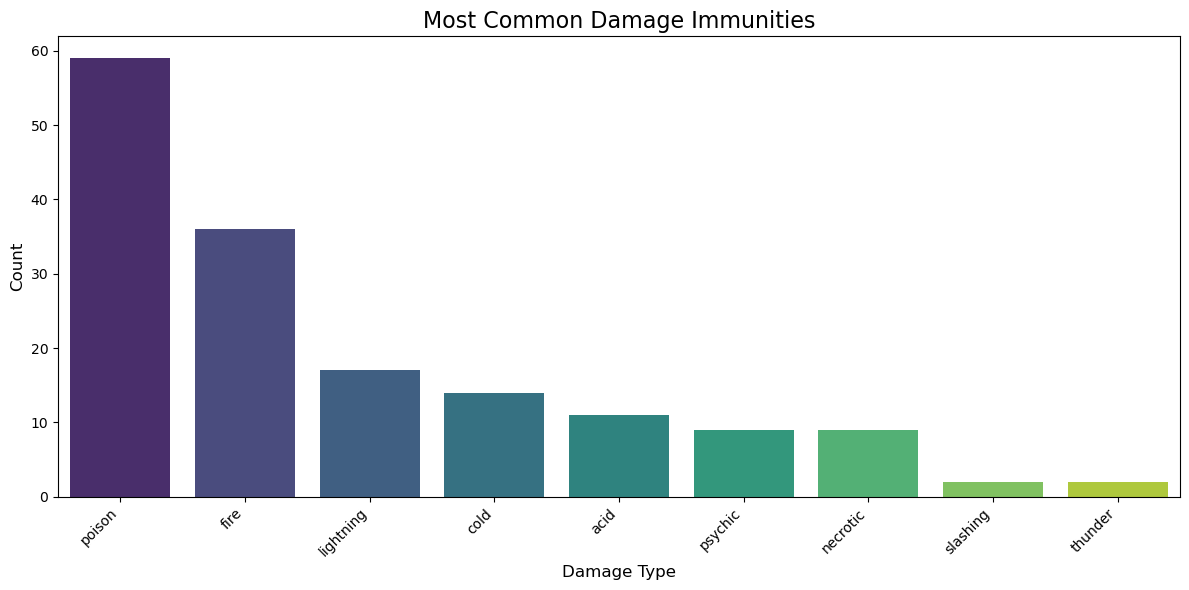 Most Common Damage Immunities
Count
60
50
40
30
20
10
0
poison
fire
lightning
cold
acid
psychic
necrotic
slashing
thunder
Damage Type